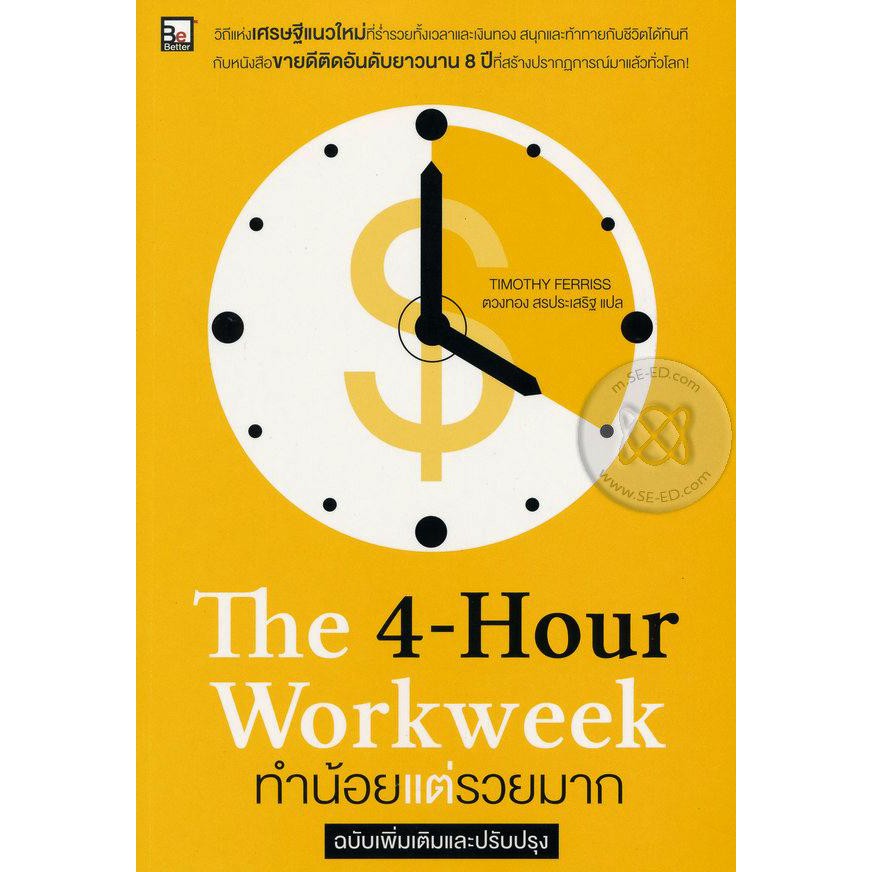 Be
Better
วิถีแห่งเศรษฐีแนวใหม่ที่ร่ำรวยทั้งเวลาและเงินทอง สนุกและท้าทายกับชีวิตได้ทันที
กับหนังสือขายดีติดอันดับยาวนาน 8 ปีที่สร้างปรากฏการณ์มาแล้วทั่วโลก!
TIMOTHY FERRISS
ตวงทอง สรประเสริฐ แปล
m.SE-ED.com
www.SE-ED.com
The 4-Hour
Workweek
ทำน้อยแต่รวยมาก
ฉบับเพิ่มเติมและปรับปรุง